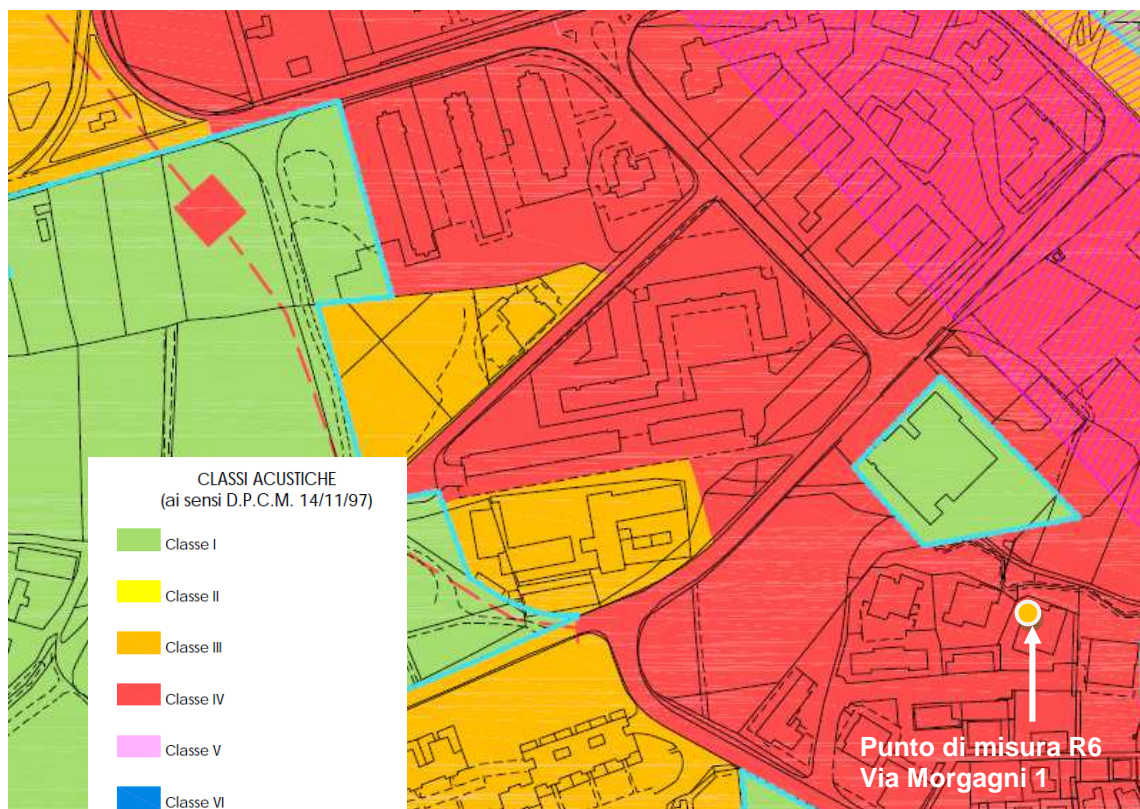 CLASSI ACUSTICHE
(ai sensi D.P.C.M. 14/11/97)
Classe I
Classe II
Classe III
Classe IV
Classe V
Classe VI
Punto di misura R6
Via Morgagni 1